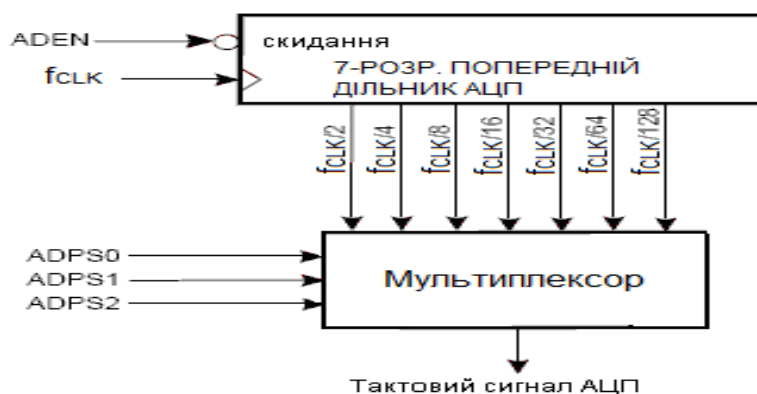 ADEN
скидання
fCLK
7-РОЗР. ПОПЕРЕДНІЙ
ДІЛЬНИК АЦП
fCLK/2
fCLK/4
fCLK/8
fCLK/16
fCLK/32
fCLK/64
fCLK/128
ADPS0
ADPS1
ADPS2
Мультиплексор
Тактовий сигнал АЦП